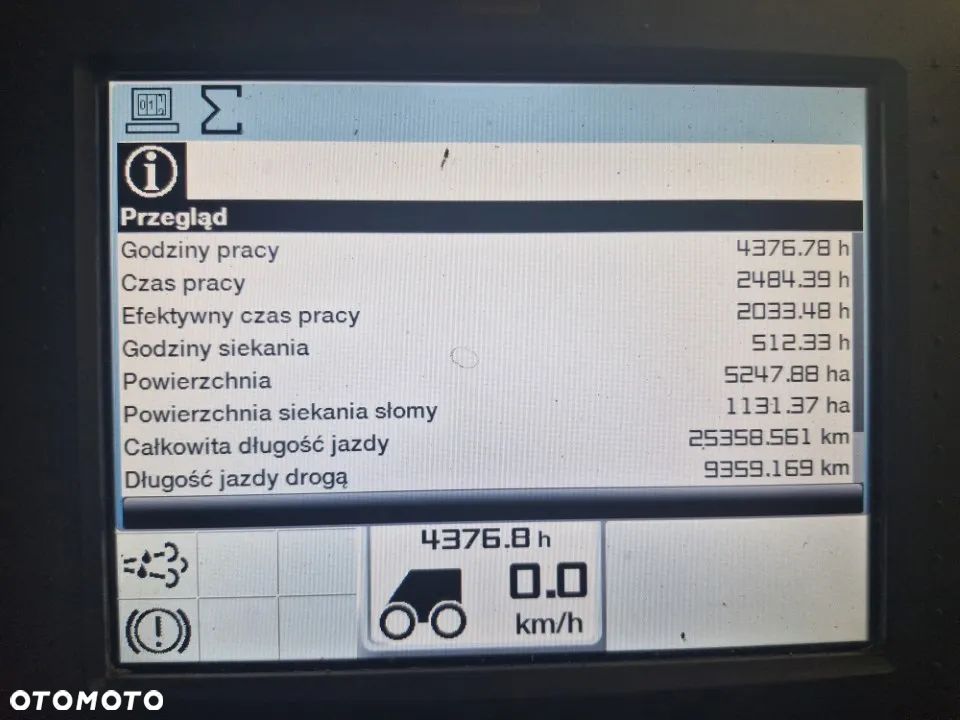 Przegląd
Godziny pracy 4376.78 h
Czas pracy 2484.39 h
Efektywny czas pracy 2033.48 h
Godziny siekania 512.33 h
Powierzchnia 5247.88 ha
Powierzchnia siekania słomy 1131.37 ha
Całkowita długość jazdy 25358.561 km
Długość jazdy drogą 9359.169 km
4376.8 h
0.0
km/h
OTOMOTO